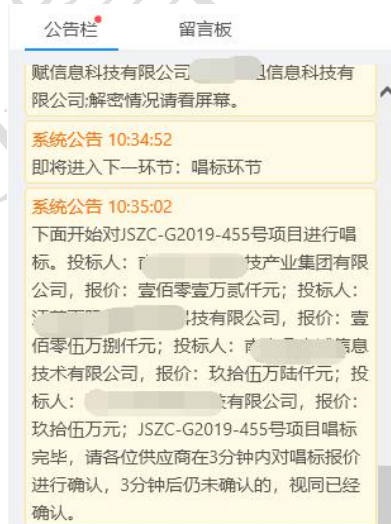 公告栏
留言板
赋信息科技有限公司 信息科技有
限公司:解密情况请看屏幕。
系统公告 10:34:52
即将进入下一环节：唱标环节
系统公告 10:35:02
下面开始对JSZC-G2019-455号项目进行唱
标。投标人： 技产业集团有限
公司，报价：壹佰零壹万贰仟元；投标人：
科技有限公司，报价：壹
佰零伍万捌仟元；投标人： 信息
技术有限公司，报价：玖拾伍万陆仟元；投
标人： 有限公司，报价：
玖拾伍万元；JSZC-G2019-455号项目唱标
完毕，请各位供应商在3分钟内对唱标报价
进行确认，3分钟后仍未确认的，视同已经
确认。